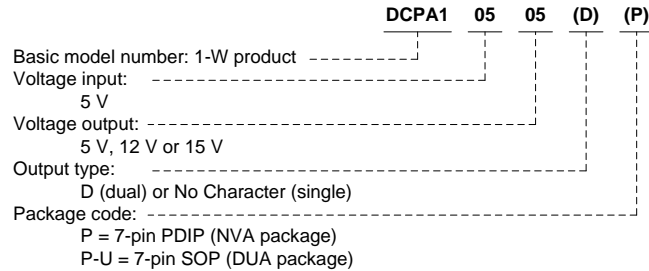 DCPA1 05 05 (D) (P)
Basic model number: 1-W product
Voltage input:
5 V
Voltage output:
5 V, 12 V or 15 V
Output type:
D (dual) or No Character (single)
Package code:
P = 7-pin PDIP (NVA package)
P-U = 7-pin SOP (DUA package)